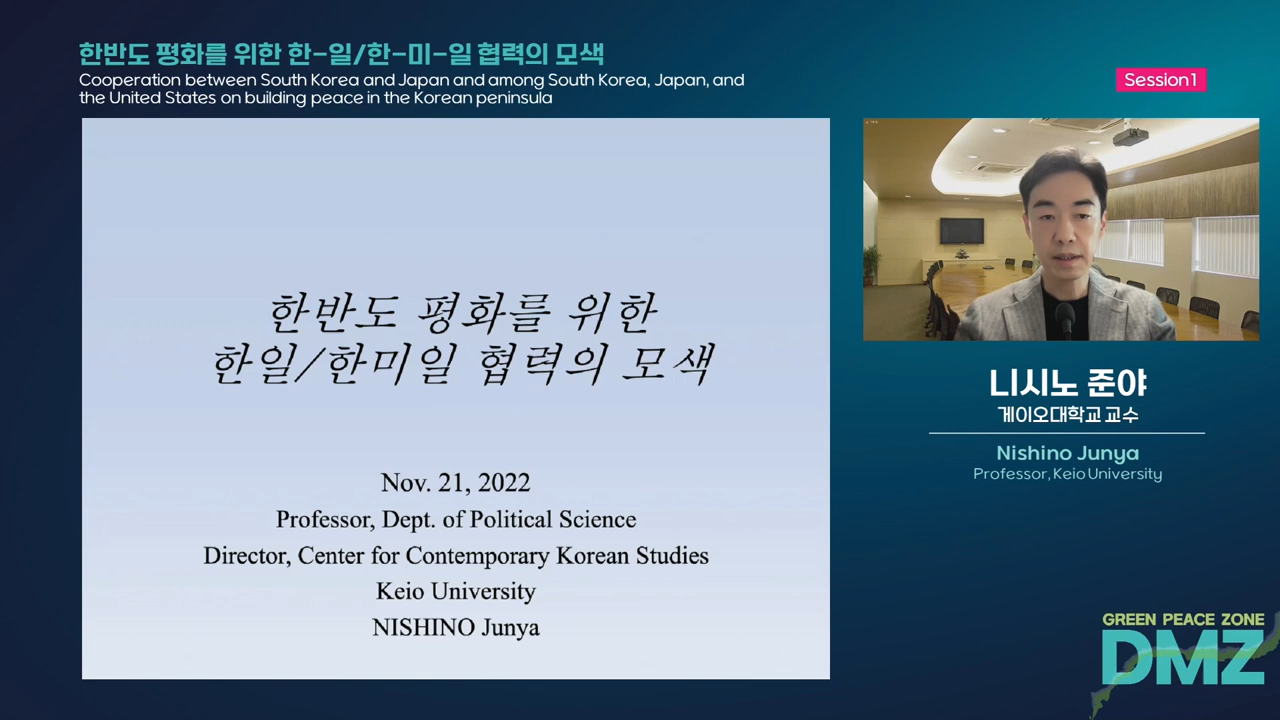 한반도 평화를 위한 한-일/한-미-일 협력의 모색
Cooperation between South Korea and Japan and among South Korea, Japan, and
the United States on building peace in the Korean peninsula
Session1
한반도 평화를 위한
한일/한미일 협력의 모색
Nov. 21, 2022
Professor, Dept. of Political Science
Director, Center for Contemporary Korean Studies
Keio University
NISHINO Junya
니시노 준야
게이오대학교 교수
Nishino Junya
Professor, Keio University
GREEN PEACE ZONE
DMZ